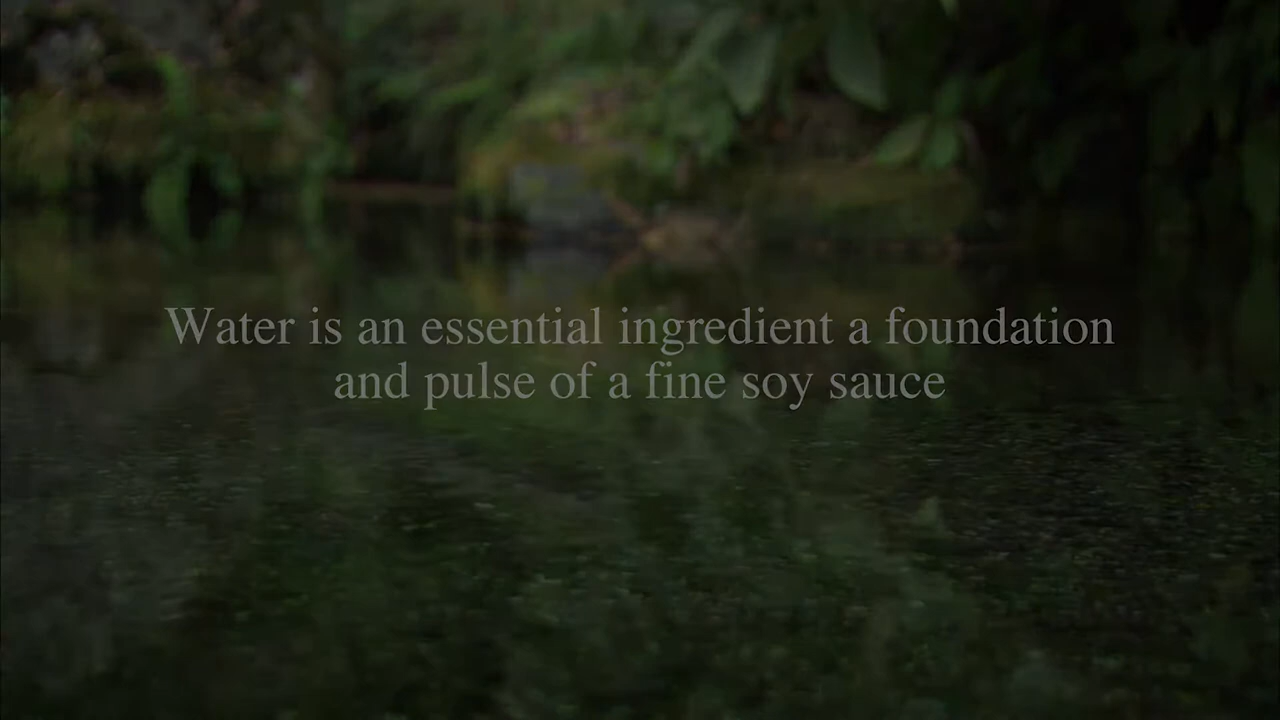 Water is an essential ingredient a foundation
and pulse of a fine soy sauce